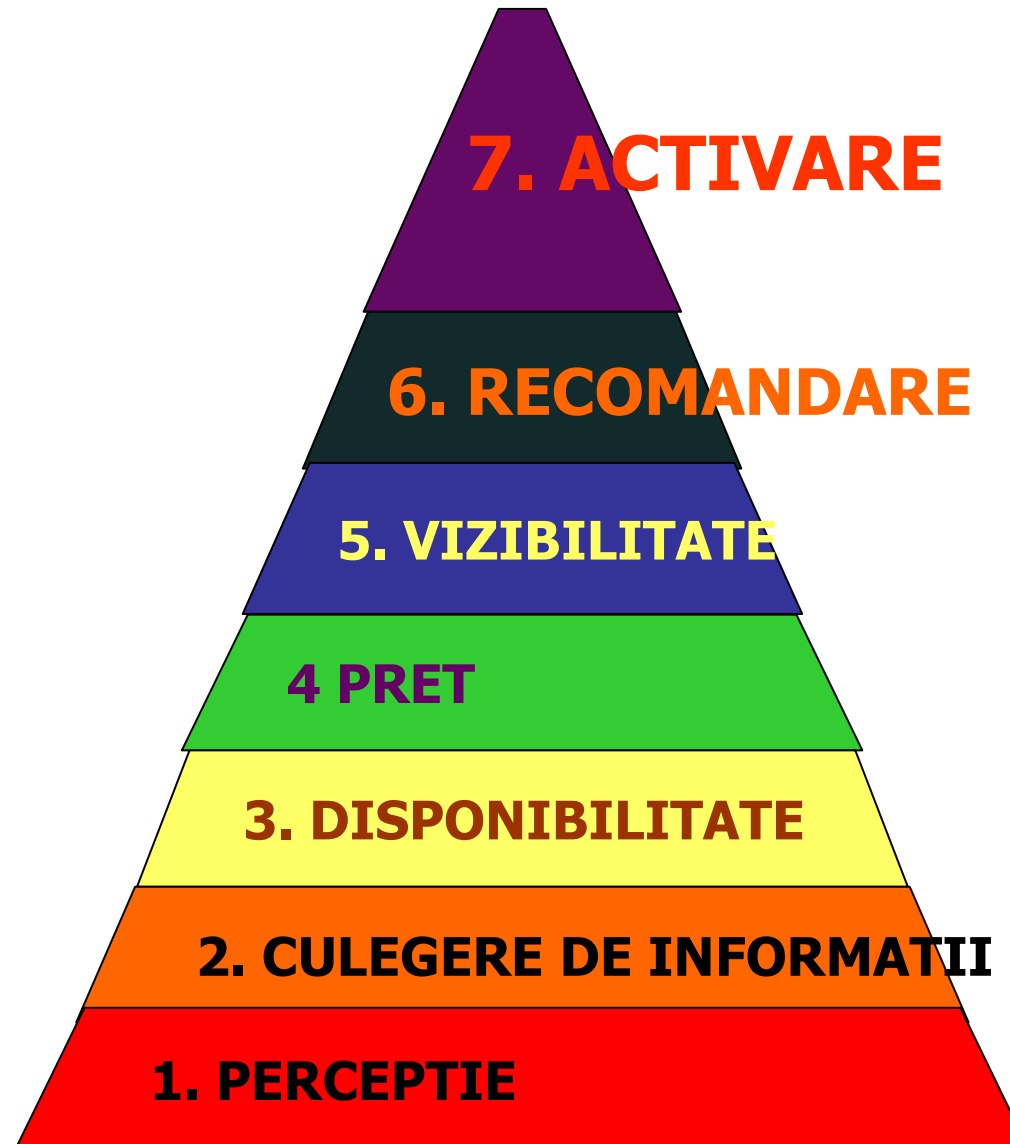 7. ACTIVARE
6. RECOMANDARE
5. VIZIBILITATE
4 PRET
3. DISPONIBILITATE
2. CULEGERE DE INFORMATII
1. PERCEPTIE